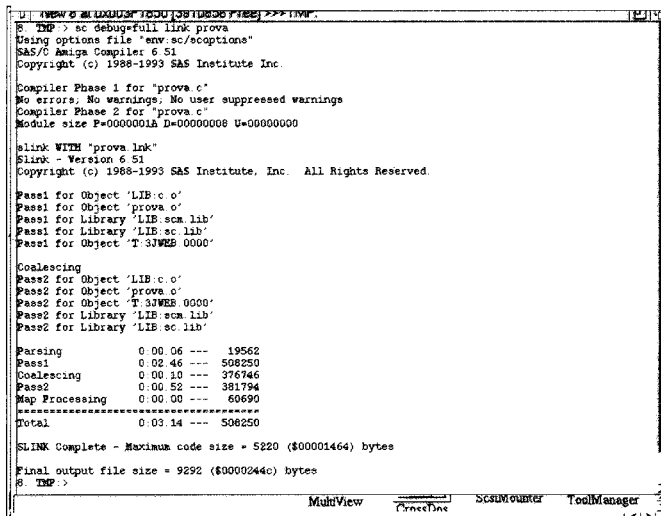 8. TMP:> sc debug=full link prova
Using options file "env:sc/scoptions"
SAS/C Amiga Compiler 6.51
Copyright (c) 1988-1993 SAS Institute Inc.
Compiler Phase 1 for "prova.c"
No errors; No warnings; No user suppressed warnings
Compiler Phase 2 for "prova.c"
Module size P=0000001A D=00000008 U=00000000
slink WITH "prova.lnk"
Slink - Version 6.51
Copyright (c) 1988-1993 SAS Institute, Inc. All Rights Reserved.
Pass1 for Object 'LIB:c.o'
Pass1 for Object 'prova.o'
Pass1 for Library 'LIB:scm.lib'
Pass1 for Library 'LIB:sc.lib'
Pass1 for Object 'T:3JWEB.0000'
Coalescing
Pass2 for Object 'LIB:c.o'
Pass2 for Object 'prova.o'
Pass2 for Object 'T:3JWEB.0000'
Pass2 for Library 'LIB:scm.lib'
Pass2 for Library 'LIB:sc.lib'
Parsing 0:00.06 --- 19562
Pass1 0:02.46 --- 508250
Coalescing 0:00.10 --- 376746
Pass2 0:00.52 --- 381794
Map Processing 0:00.00 --- 60690
====================================
Total 0:03.14 --- 508250
SLINK Complete - Maximum code size = 5220 ($00001464) bytes
Final output file size = 9292 ($0000244c) bytes
8. TMP:>
MultiView CrossDos ScsiMounter ToolManager